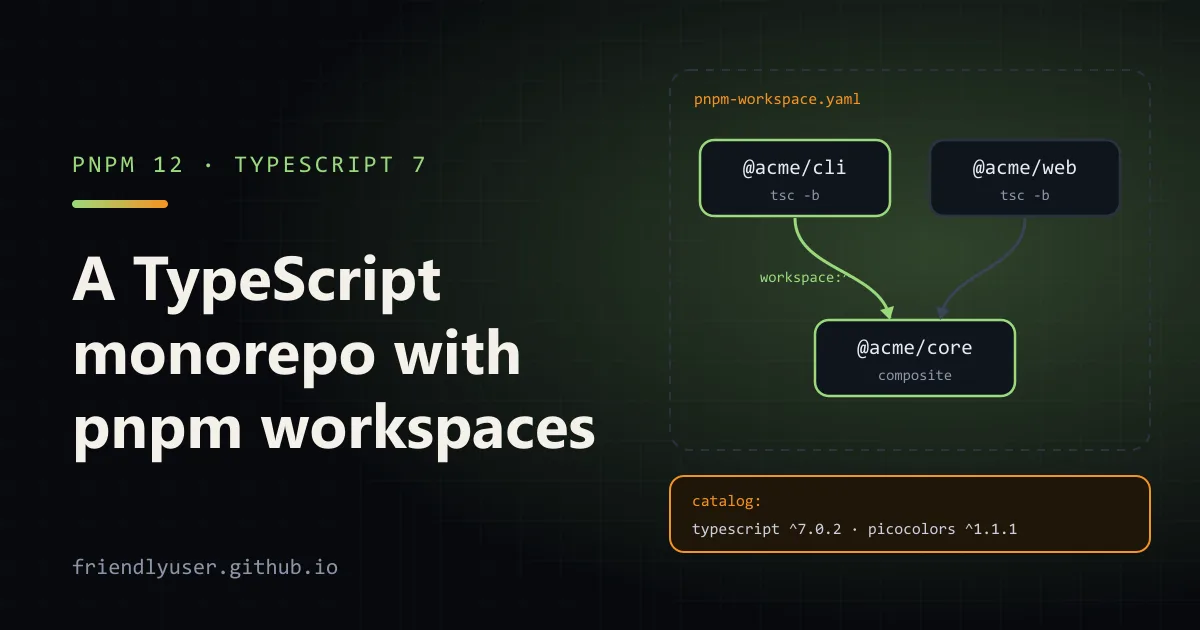 PNPM 12 · TYPESCRIPT 7
A TypeScript
monorepo with
pnpm workspaces
friendlyuser.github.io
pnpm-workspace.yaml
@acme/cli
tsc -b
@acme/web
tsc -b
workspace:^
@acme/core
composite
catalog:
typescript ^7.0.2 · picocolors ^1.1.1